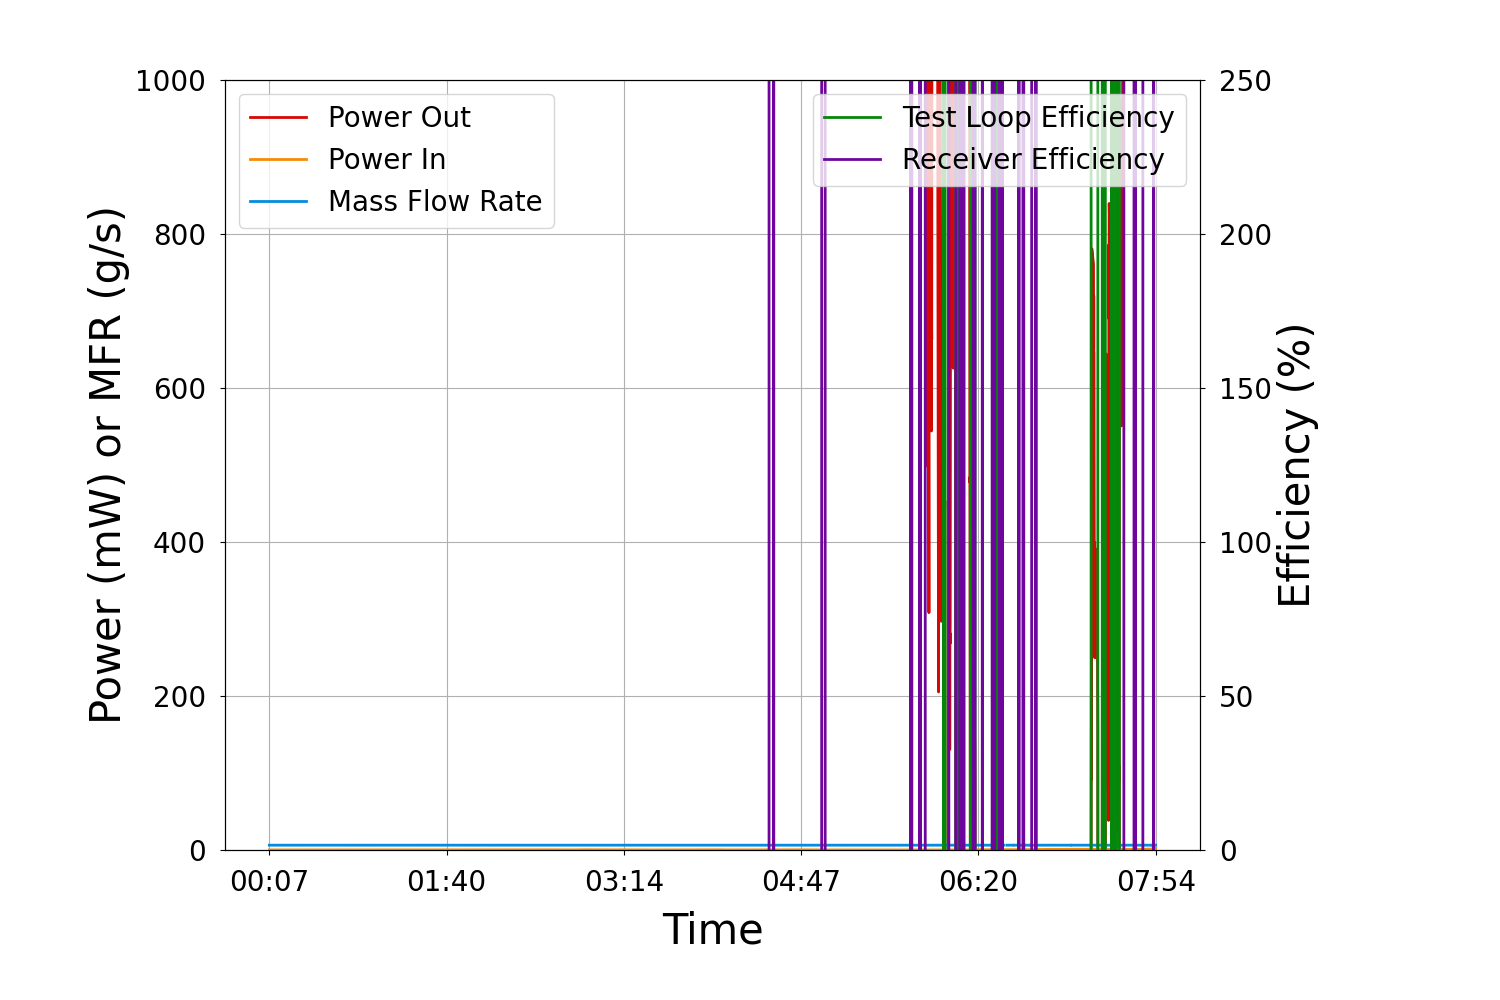 1000
800
600
400
200
0
Power (mW) or MFR (g/s)
Power Out
Power In
Mass Flow Rate
Test Loop Efficiency
Receiver Efficiency
250
200
150
100
50
0
Efficiency (%)
00:07 01:40 03:14 04:47 06:20 07:54
Time